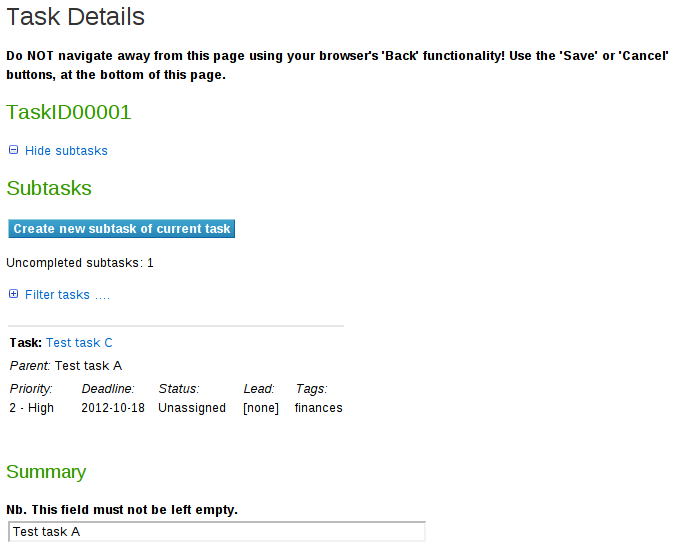 Task Details
Do NOT navigate away from this page using your browser's 'Back' functionality! Use the 'Save' or 'Cancel'
buttons, at the bottom of this page.
TaskID00001
Hide subtasks
Subtasks
Create new subtask of current task
Uncompleted subtasks: 1
Filter tasks ....
Task: Test task C
Parent: Test task A
Priority: Deadline: Status: Lead: Tags:
2 - High 2012-10-18 Unassigned [none] finances
Summary
Nb. This field must not be left empty.
Test task A